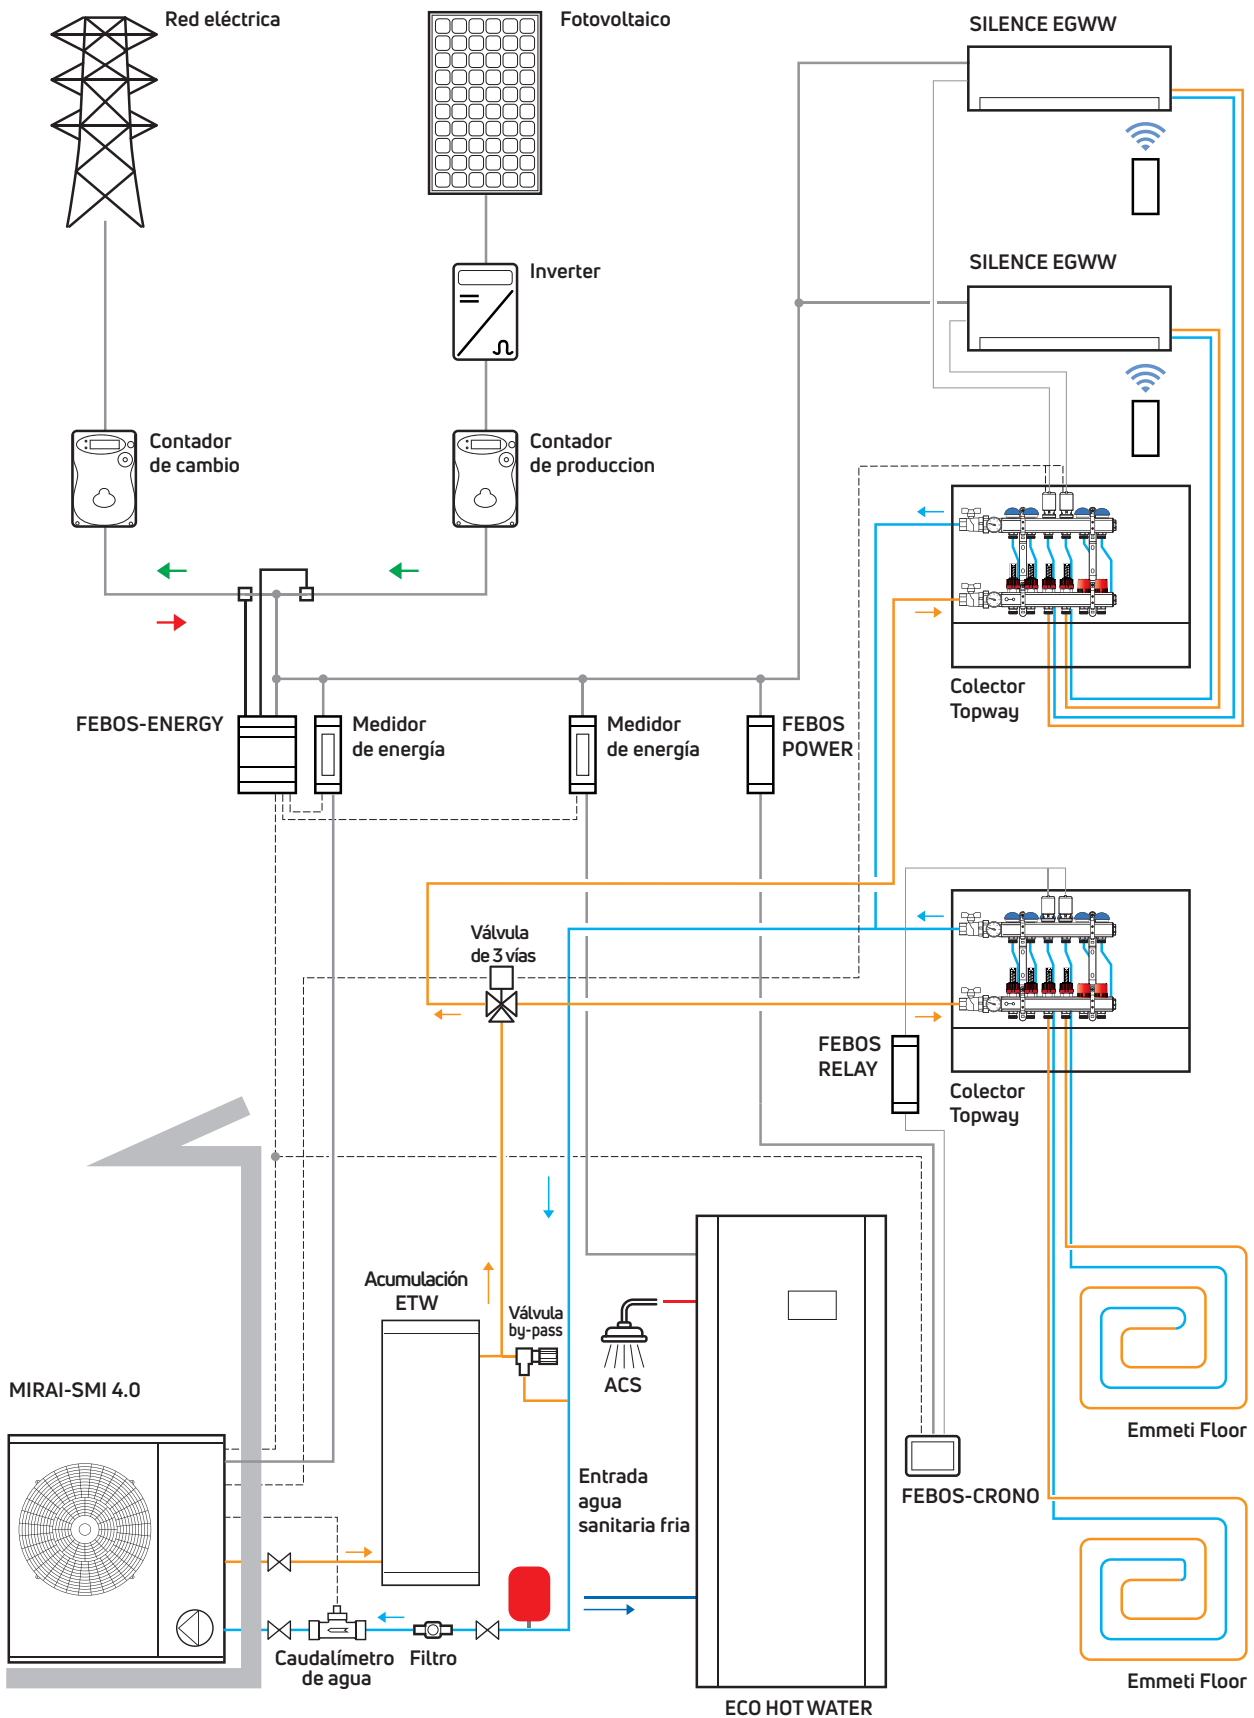 Red eléctrica
Fotovoltaico
SILENCE EGWW
Inverter
SILENCE EGWW
Contador
de cambio
Contador
de produccion
Colector
Topway
FEBOS-ENERGY
Medidor
de energía
Medidor
de energía
FEBOS
POWER
Válvula
de 3 vías
FEBOS
RELAY
Colector
Topway
Acumulación
ETW
Válvula
by-pass
ACS
MIRAI-SMI 4.0
Emmeti Floor
Entrada
agua
sanitaria fria
FEBOS-CRONO
Caudalímetro
de agua
Filtro
Emmeti Floor
ECO HOT WATER